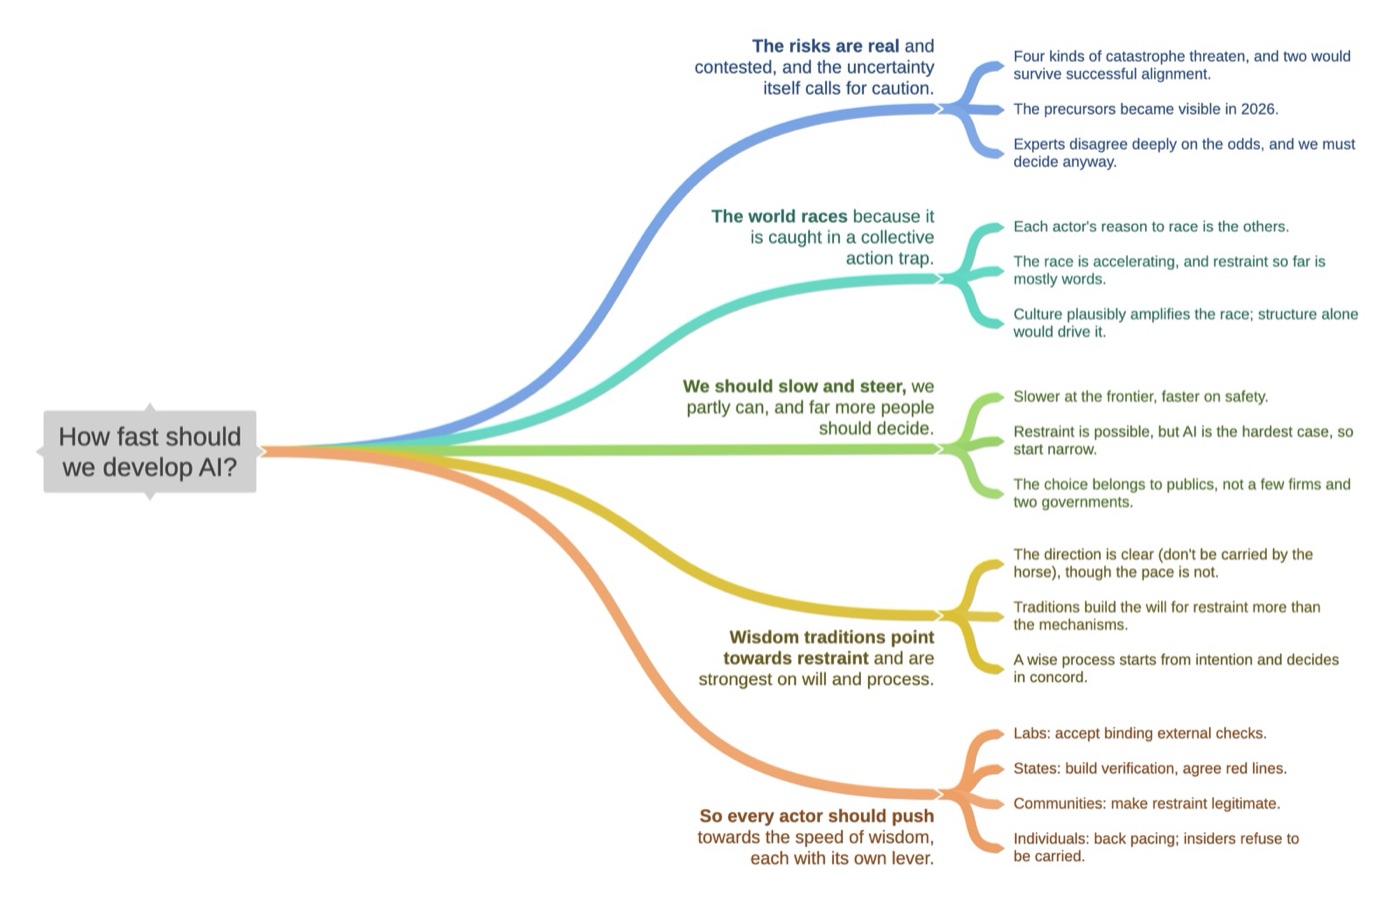 How fast should
we develop AI?
The risks are real and
contested, and the uncertainty
itself calls for caution.
Four kinds of catastrophe threaten, and two would
survive successful alignment.
The precursors became visible in 2026.
Experts disagree deeply on the odds, and we must
decide anyway.
The world races because it
is caught in a collective
action trap.
Each actor's reason to race is the others.
The race is accelerating, and restraint so far is
mostly words.
Culture plausibly amplifies the race; structure alone
would drive it.
We should slow and steer, we
partly can, and far more people
should decide.
Slower at the frontier, faster on safety.
Restraint is possible, but AI is the hardest case, so
start narrow.
The choice belongs to publics, not a few firms and
two governments.
Wisdom traditions point
towards restraint and are
strongest on will and process.
The direction is clear (don't be carried by the
horse), though the pace is not.
Traditions build the will for restraint more than
the mechanisms.
A wise process starts from intention and decides
in concord.
So every actor should push
towards the speed of wisdom,
each with its own lever.
Labs: accept binding external checks.
States: build verification, agree red lines.
Communities: make restraint legitimate.
Individuals: back pacing; insiders refuse to
be carried.